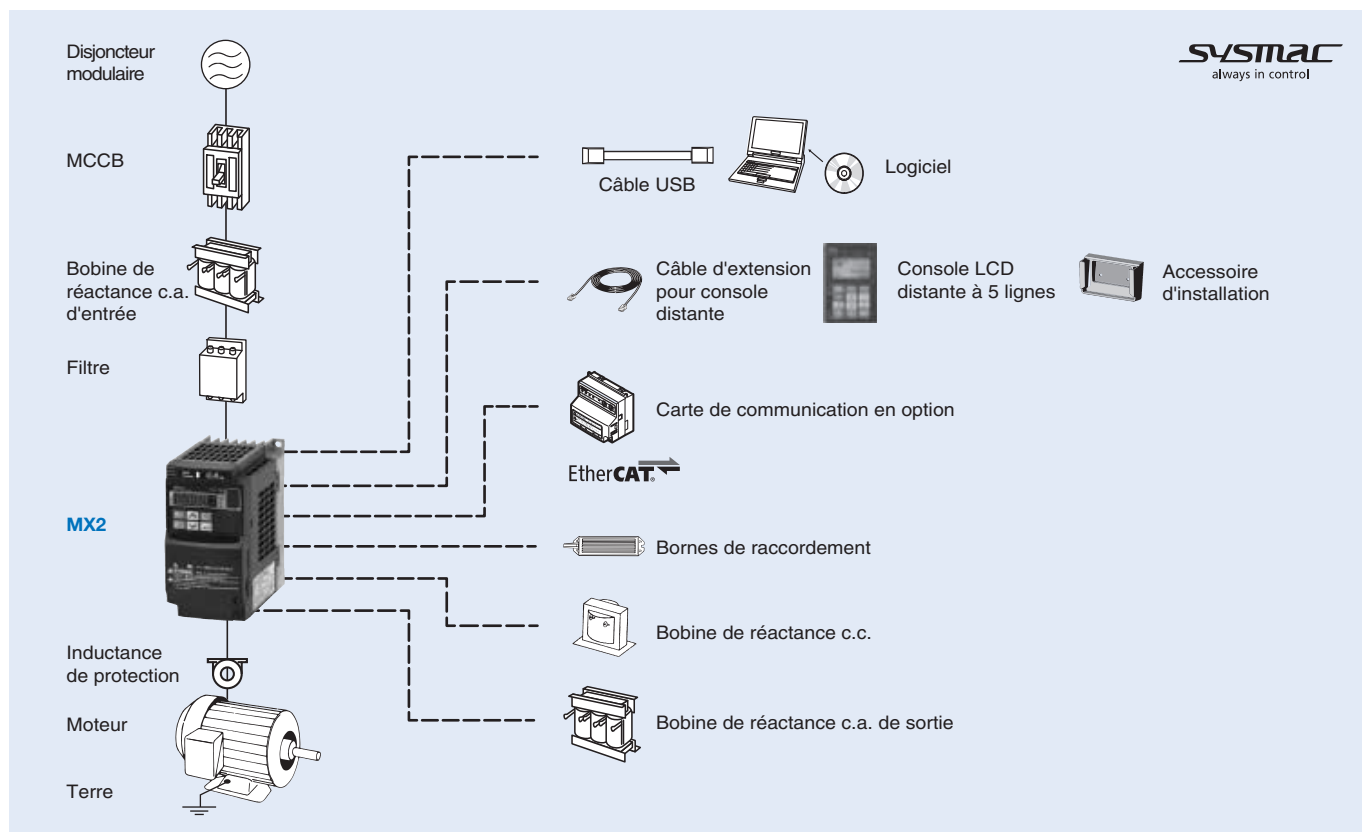 Disjoncteur
modulaire
sysmac
always in control
MCCB
Câble USB
Logiciel
Bobine de
réactance c.a.
d'entrée
Câble d'extension
pour console
distante
Console LCD
distante à 5 lignes
Accessoire
d'installation
Filtre
Carte de communication en option
EtherCAT®
MX2
Bornes de raccordement
Bobine de réactance c.c.
Inductance
de protection
Moteur
Bobine de réactance c.a. de sortie
Terre